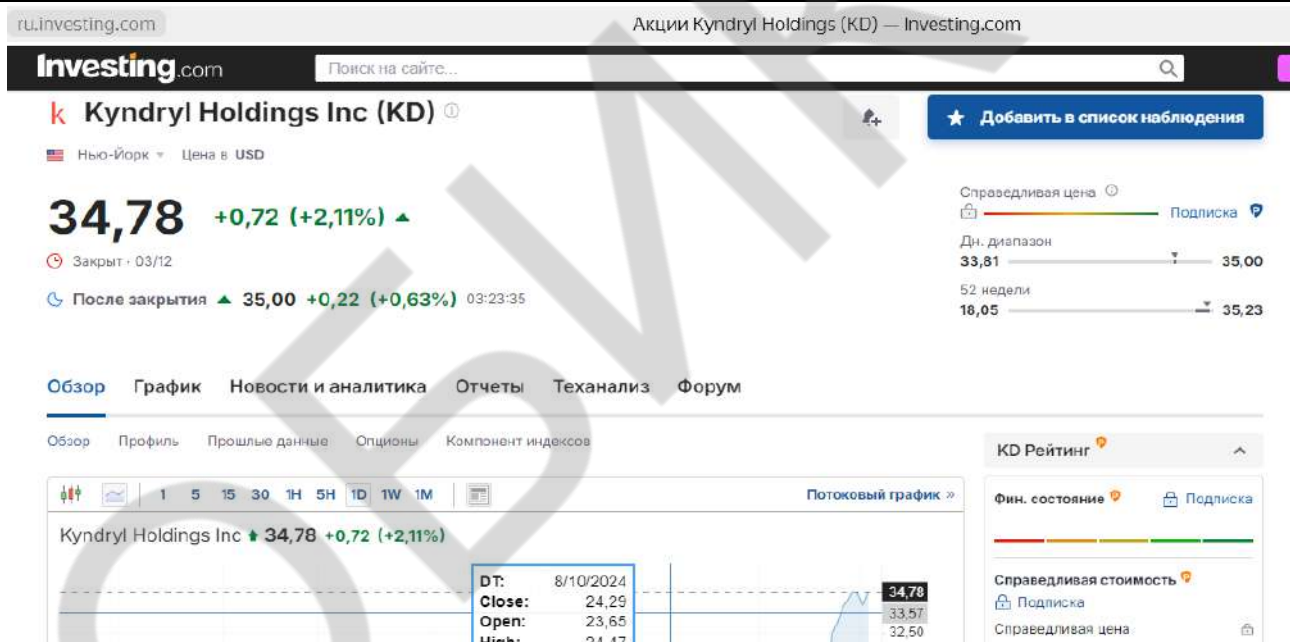 ru.investing.com
Акции Kyndryl Holdings (KD) — Investing.com
Investing.com
Поиск на сайте...
k Kyndryl Holdings Inc (KD)
Добавить в список наблюдения
Нью-Йорк Цена в USD
34,78 +0,72 (+2,11%)
Закрыт · 03/12
После закрытия 35,00 +0,22 (+0,63%) 03:23:35
Справедливая цена
Подписка
Дн. диапазон
33,81 35,00
52 недели
18,05 35,23
Обзор График Новости и аналитика Отчеты Теханализ Форум
Обзор Профиль Прошлые данные Опционы Компонент индексов
1 5 15 30 1H 5H 1D 1W 1M
Потоковый график »
Kyndryl Holdings Inc 34,78 +0,72 (+2,11%)
DT: 8/10/2024
Close: 24,29
Open: 23,65
High: 24,47
34,78
33,57
32,50
KD Рейтинг
Фин. состояние Подписка
Справедливая стоимость
Подписка
Справедливая цена